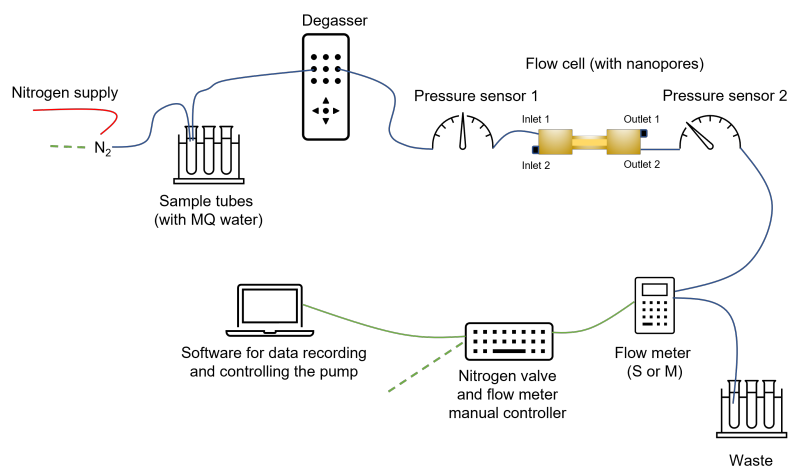 Degasser
Flow cell (with nanopores)
Nitrogen supply
Pressure sensor 1
Pressure sensor 2
Inlet 1
Outlet 1
N2
Inlet 2
Outlet 2
Sample tubes
(with MQ water)
Software for data recording
and controlling the pump
Nitrogen valve
and flow meter
manual controller
Flow meter
(S or M)
Waste